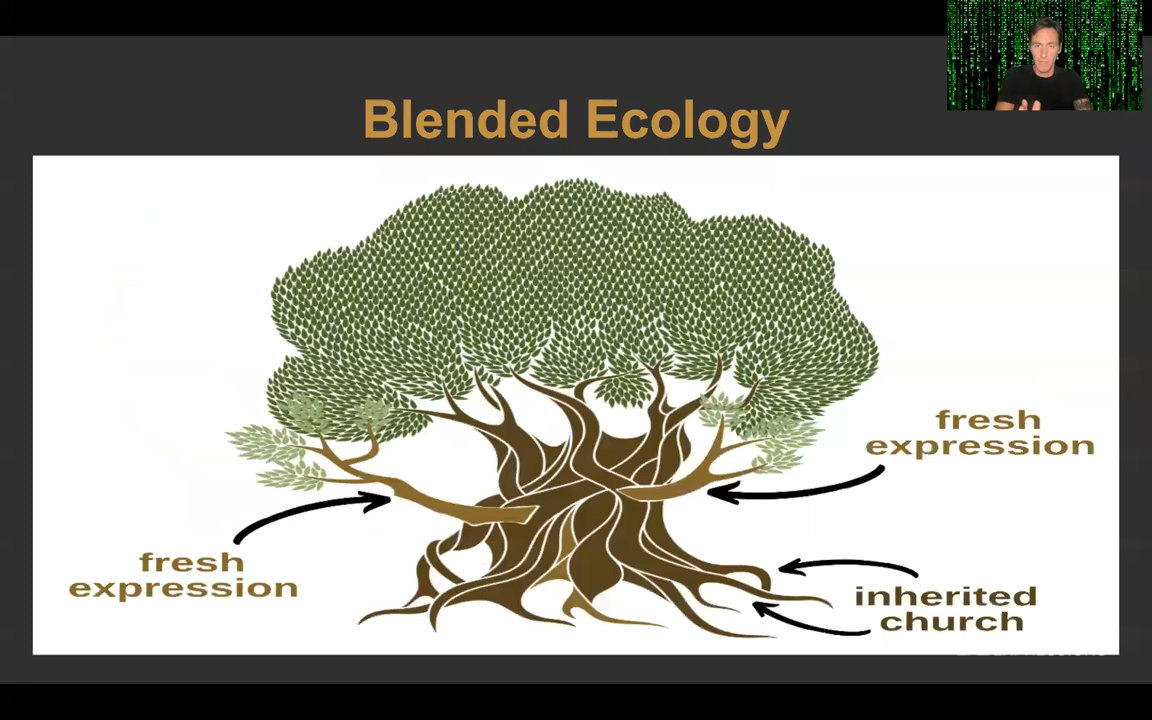 Blended Ecology
fresh
expression
fresh
expression
inherited
church